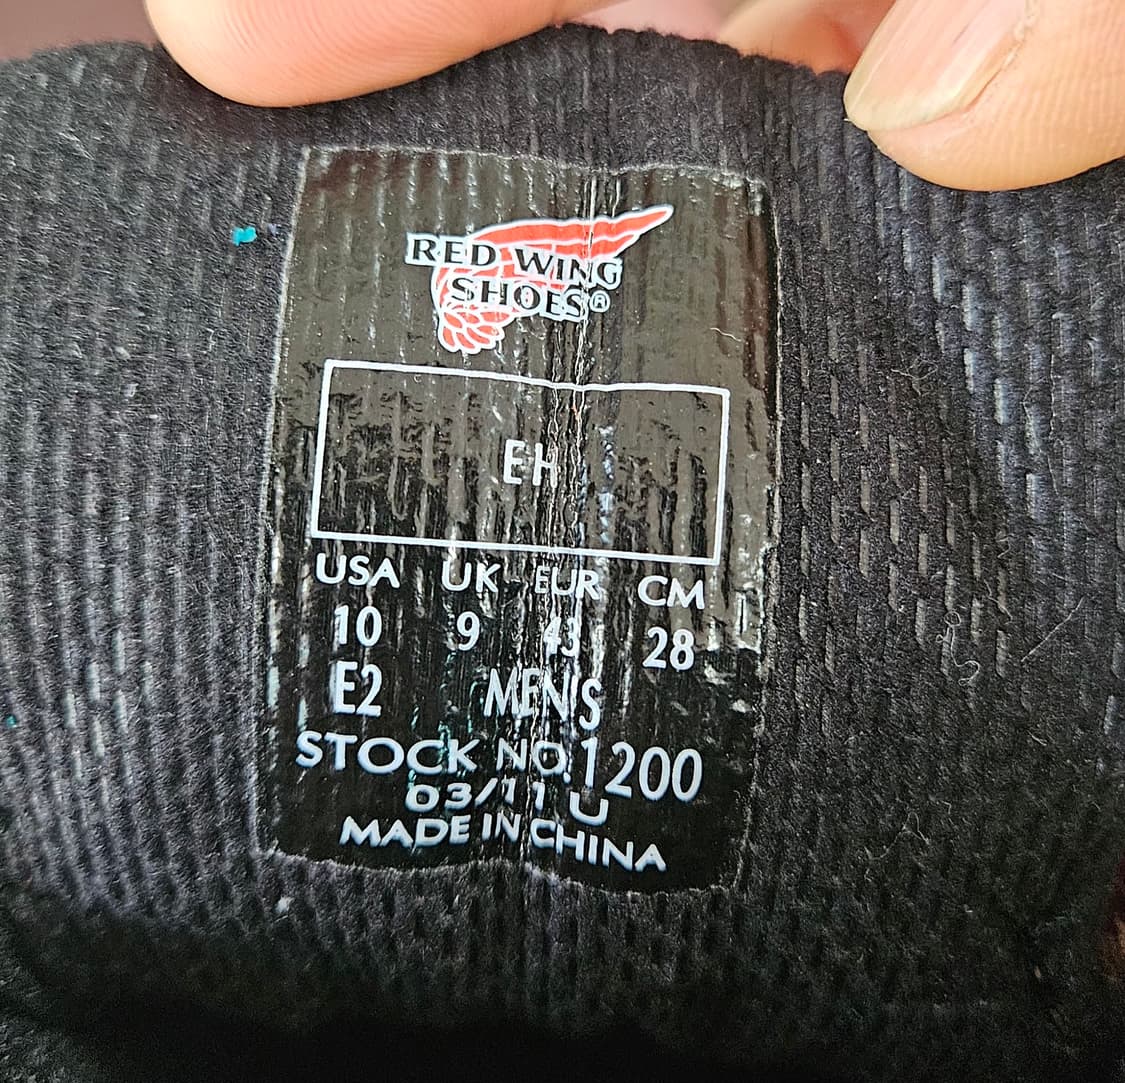 RED WING
SHOES®
EH
USA UK EUR CM
10 9 43 28
E2 MEN'S
STOCK NO. 1200
03/11 U
MADE IN CHINA